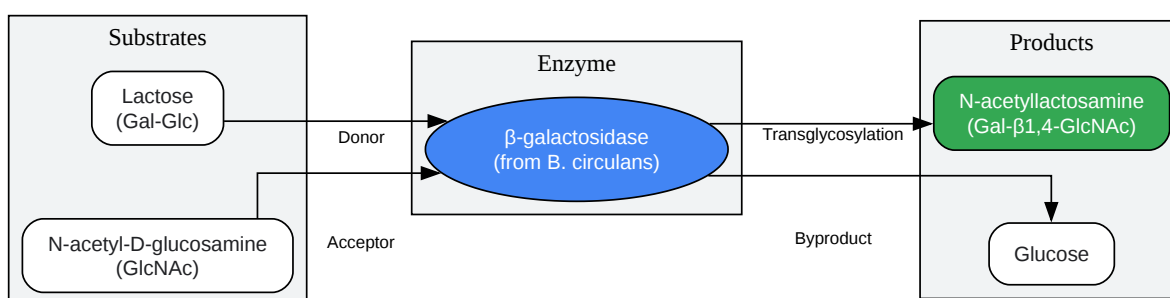 Substrates
Lactose
(Gal-Glc)
N-acetyl-D-glucosamine
(GlcNAc)
Donor
Acceptor
Enzyme
β-galactosidase
(from B. circulans)
Transglycosylation
Byproduct
Products
N-acetyllactosamine
(Gal-β1,4-GlcNAc)
Glucose